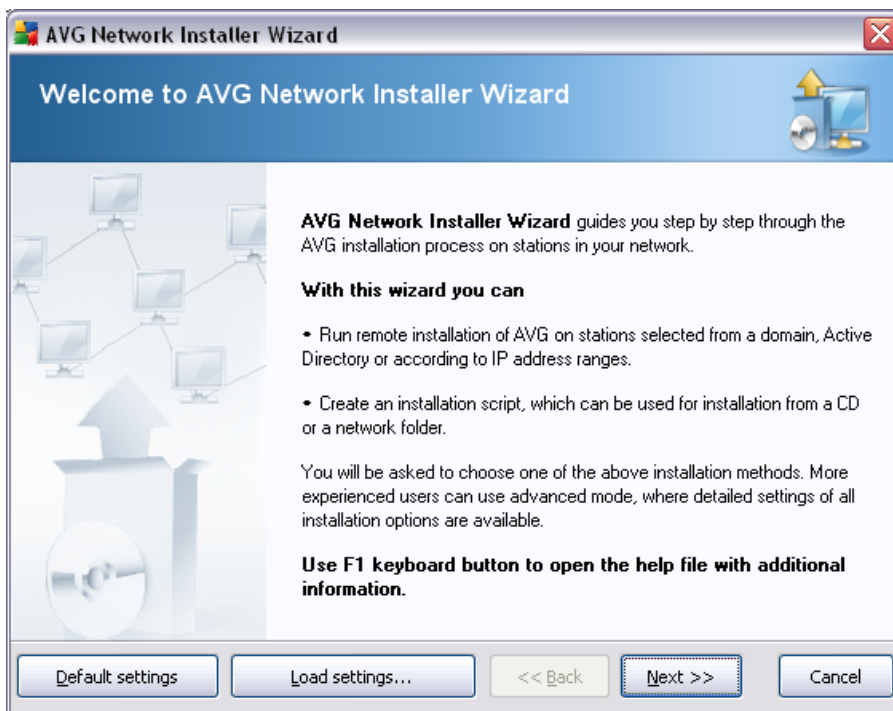 AVG Network Installer Wizard
Welcome to AVG Network Installer Wizard
AVG Network Installer Wizard guides you step by step through the
AVG installation process on stations in your network.
With this wizard you can
• Run remote installation of AVG on stations selected from a domain, Active
Directory or according to IP address ranges.
• Create an installation script, which can be used for installation from a CD
or a network folder.
You will be asked to choose one of the above installation methods. More
experienced users can use advanced mode, where detailed settings of all
installation options are available.
Use F1 keyboard button to open the help file with additional
information.
Default settings
Load settings...
<< Back
Next >>
Cancel